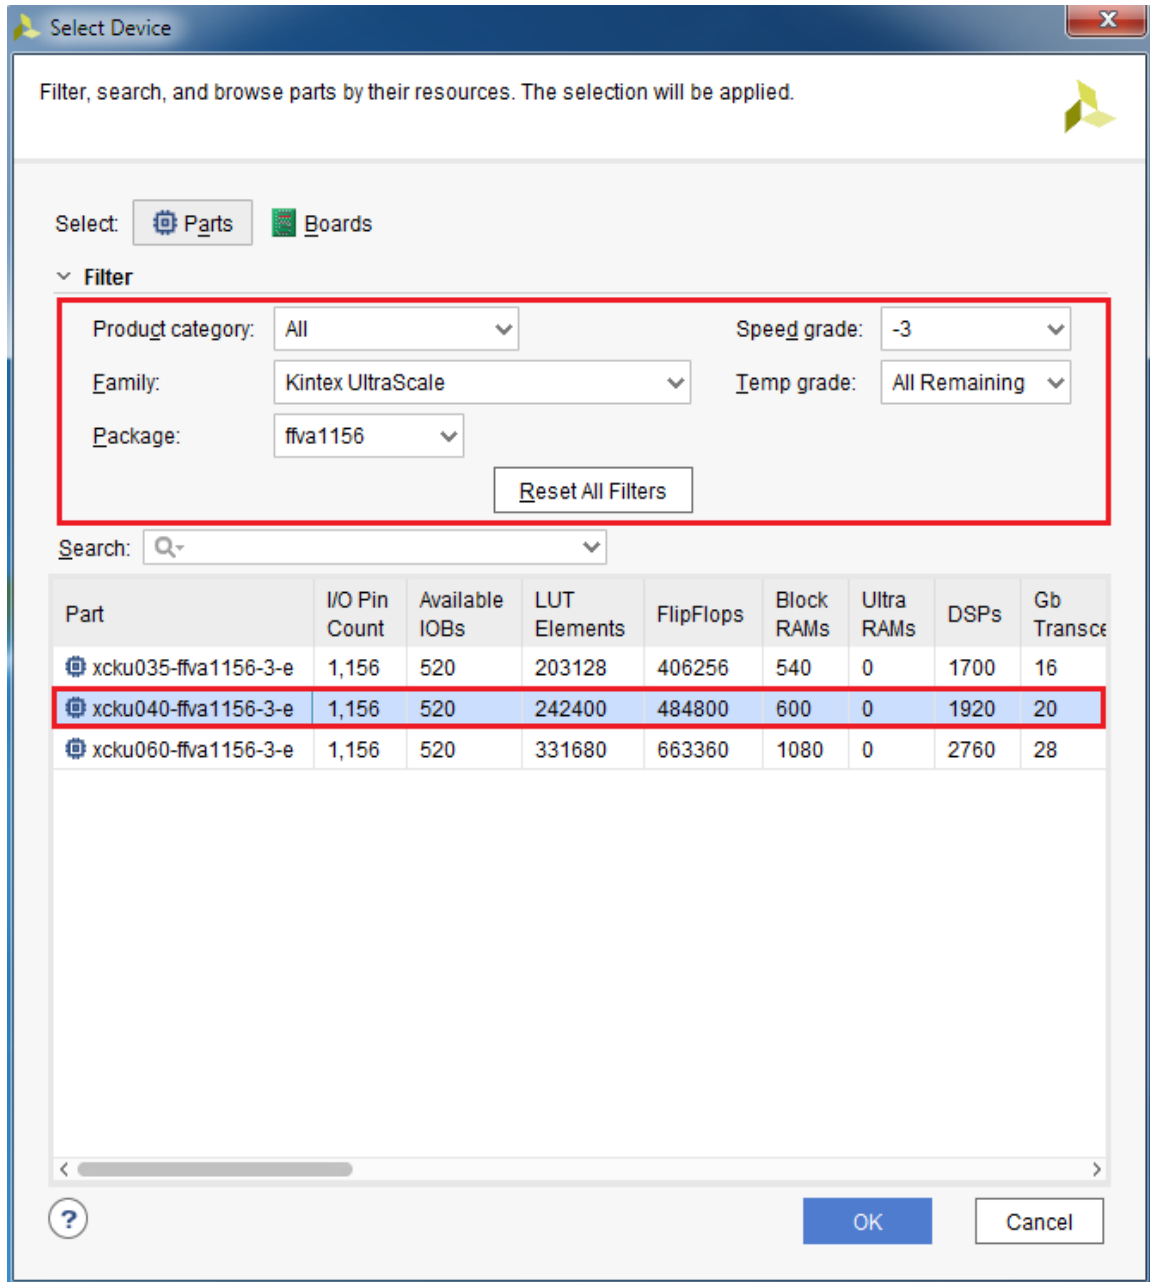 Select Device
X
Filter, search, and browse parts by their resources. The selection will be applied.
Select: Parts Boards
Filter
Product category: All Speed grade: -3
Family: Kintex UltraScale Temp grade: All Remaining
Package: ffva1156
Reset All Filters
Search:
Part I/O Pin Count Available IOBs LUT Elements FlipFlops Block RAMs Ultra RAMs DSPs Gb Transce
xcku035-ffva1156-3-e 1,156 520 203128 406256 540 0 1700 16
xcku040-ffva1156-3-e 1,156 520 242400 484800 600 0 1920 20
xcku060-ffva1156-3-e 1,156 520 331680 663360 1080 0 2760 28
? OK Cancel